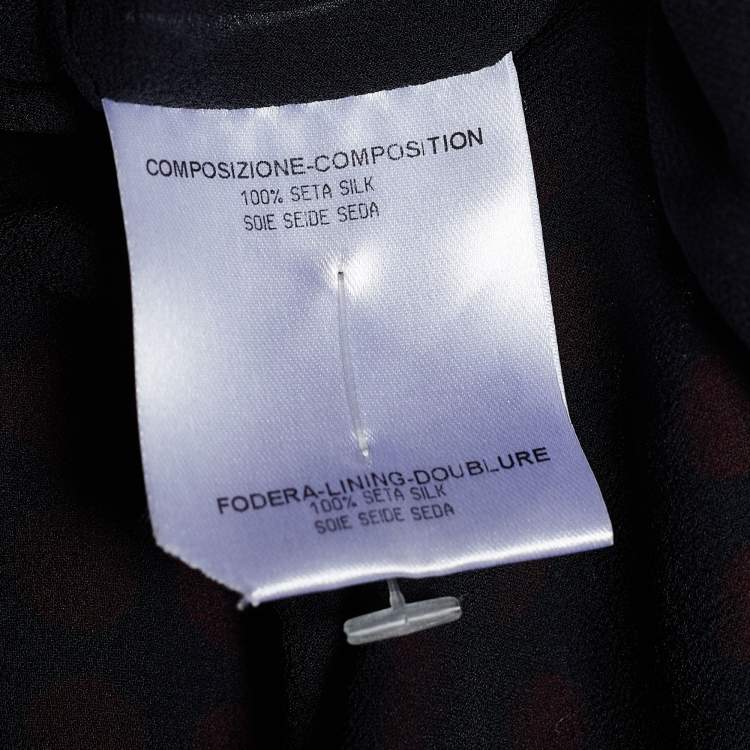 COMPOSIZIONE-COMPOSITION
100% SETA SILK
SOIE SEIDE SEDA
FODERA-LINING-DOUBLURE
100% SETA SILK
SOIE SEIDE SEDA